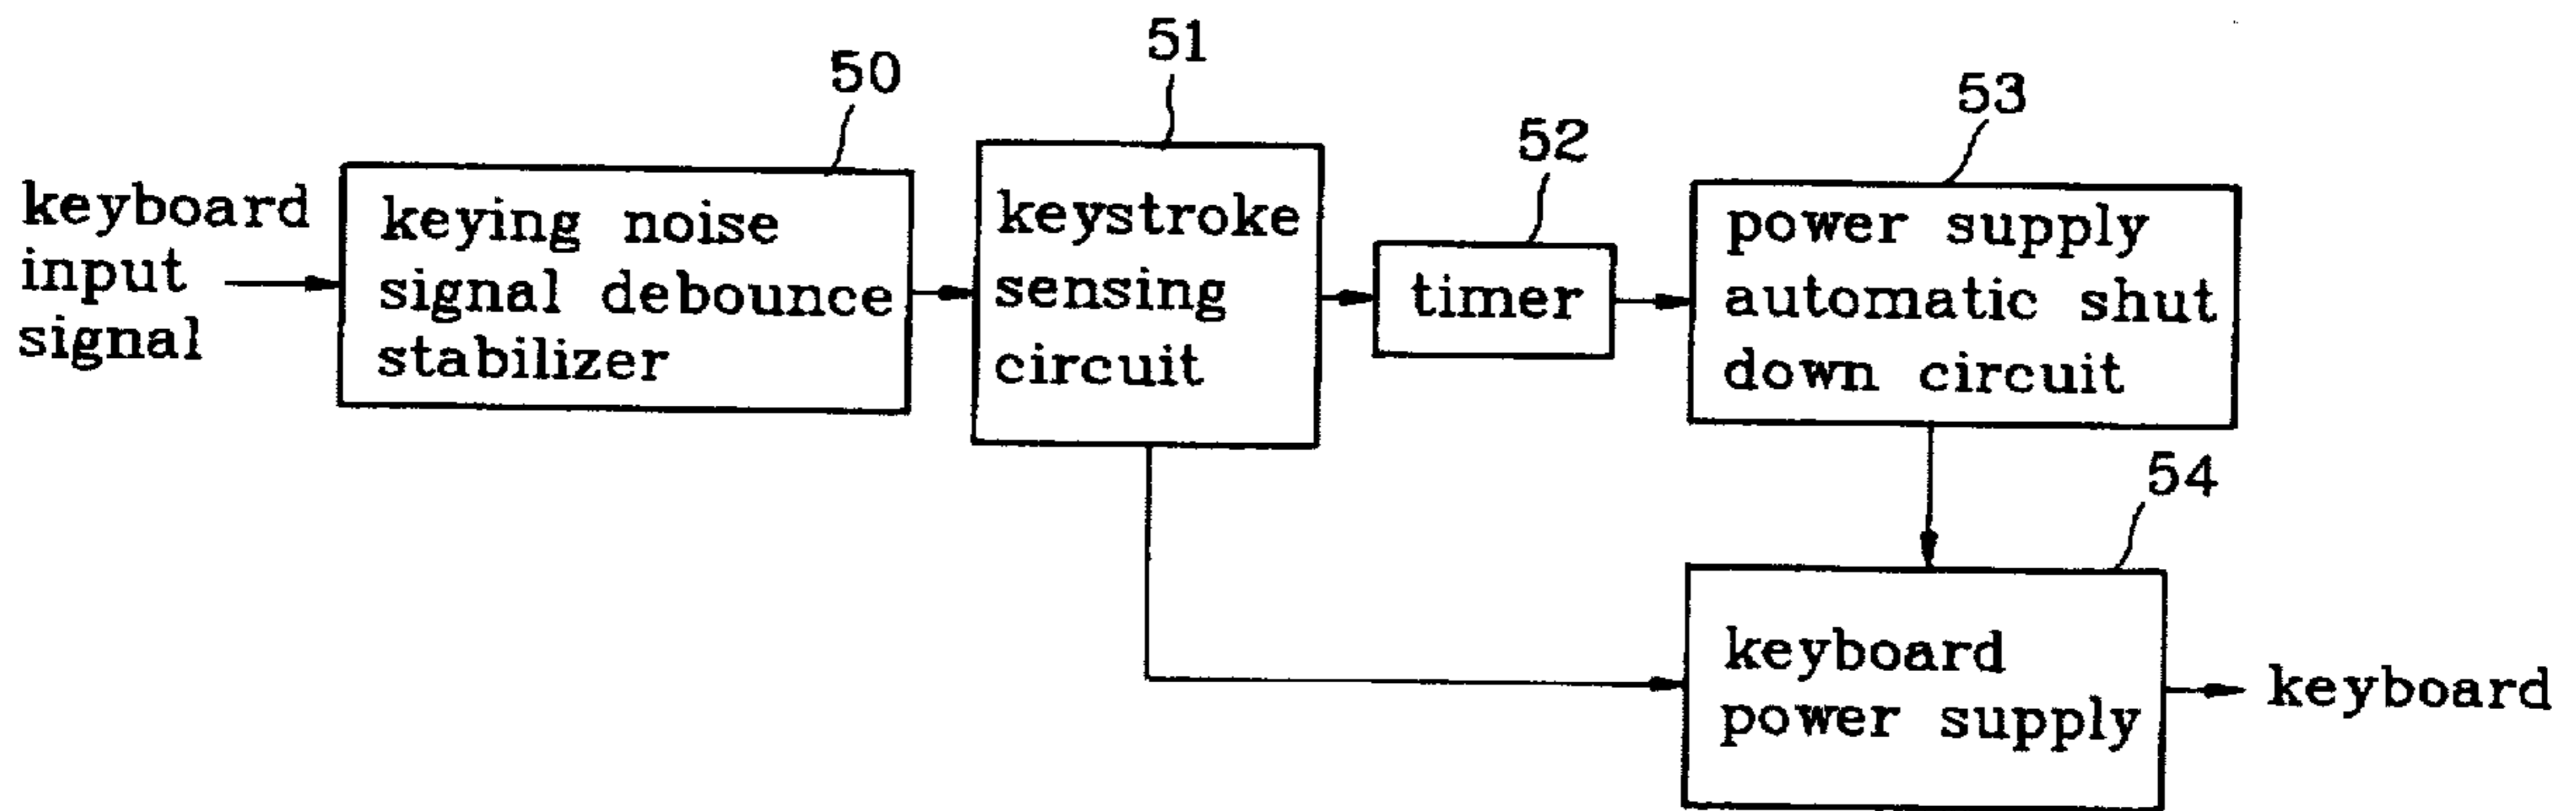 50
51
52
53
keyboard
input
signal
keying noise
signal debounce
stabilizer
keystroke
sensing
circuit
timer
power supply
automatic shut
down circuit
54
keyboard
power supply
keyboard